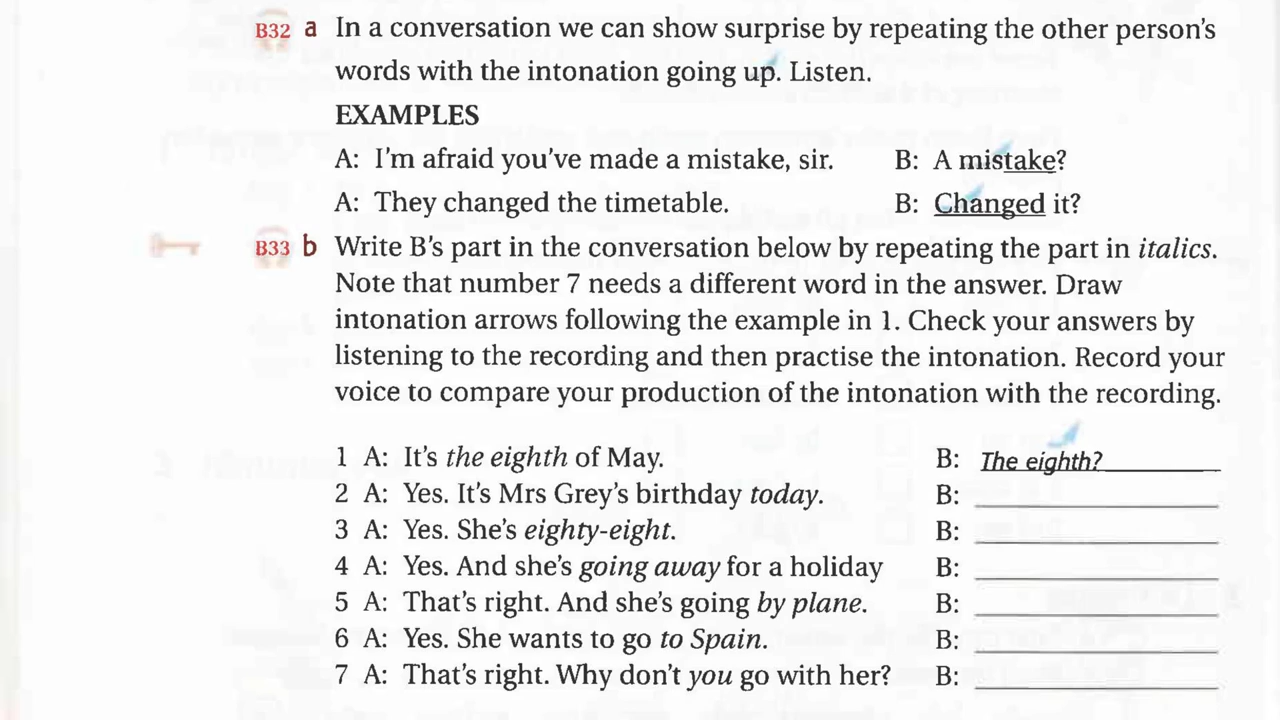 B32 a In a conversation we can show surprise by repeating the other person's
words with the intonation going up. Listen.
EXAMPLES
A: I'm afraid you've made a mistake, sir. B: A mistake?
A: They changed the timetable. B: Changed it?
B33 b Write B's part in the conversation below by repeating the part in italics.
Note that number 7 needs a different word in the answer. Draw
intonation arrows following the example in 1. Check your answers by
listening to the recording and then practise the intonation. Record your
voice to compare your production of the intonation with the recording.
1 A: It's the eighth of May. B: The eighth?
2 A: Yes. It's Mrs Grey's birthday today. B:
3 A: Yes. She's eighty-eight. B:
4 A: Yes. And she's going away for a holiday B:
5 A: That's right. And she's going by plane. B:
6 A: Yes. She wants to go to Spain. B:
7 A: That's right. Why don't you go with her? B: